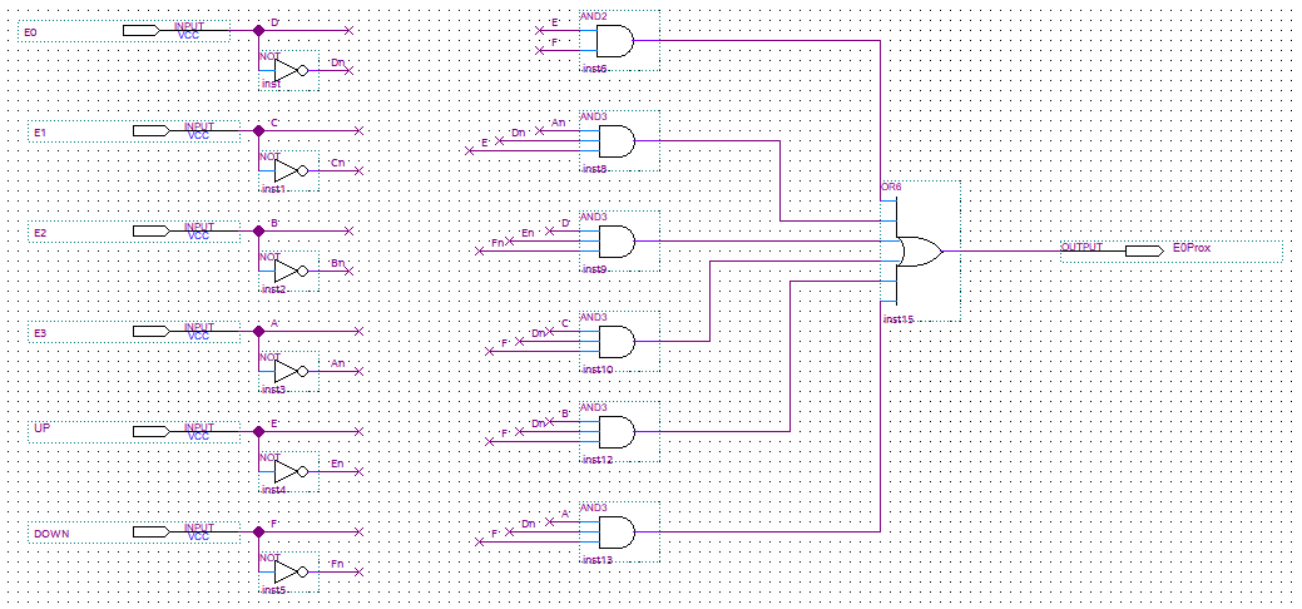 E0
INPUT
VCC
D
NOT
Dn
inst
E1
INPUT
VCC
C
NOT
Cn
inst1
E2
INPUT
VCC
B
NOT
Bn
inst2
E3
INPUT
VCC
A
NOT
An
inst3
UP
INPUT
VCC
E
NOT
En
inst4
DOWN
INPUT
VCC
F
NOT
Fn
inst5
AND2
E
F
inst6
AND3
An
Dn
E
inst8
AND3
D
En
Fn
inst9
AND3
C
Dn
F
inst10
AND3
B
Dn
F
inst12
AND3
A
Dn
F
inst13
OR6
inst15
OUTPUT
E0Prox